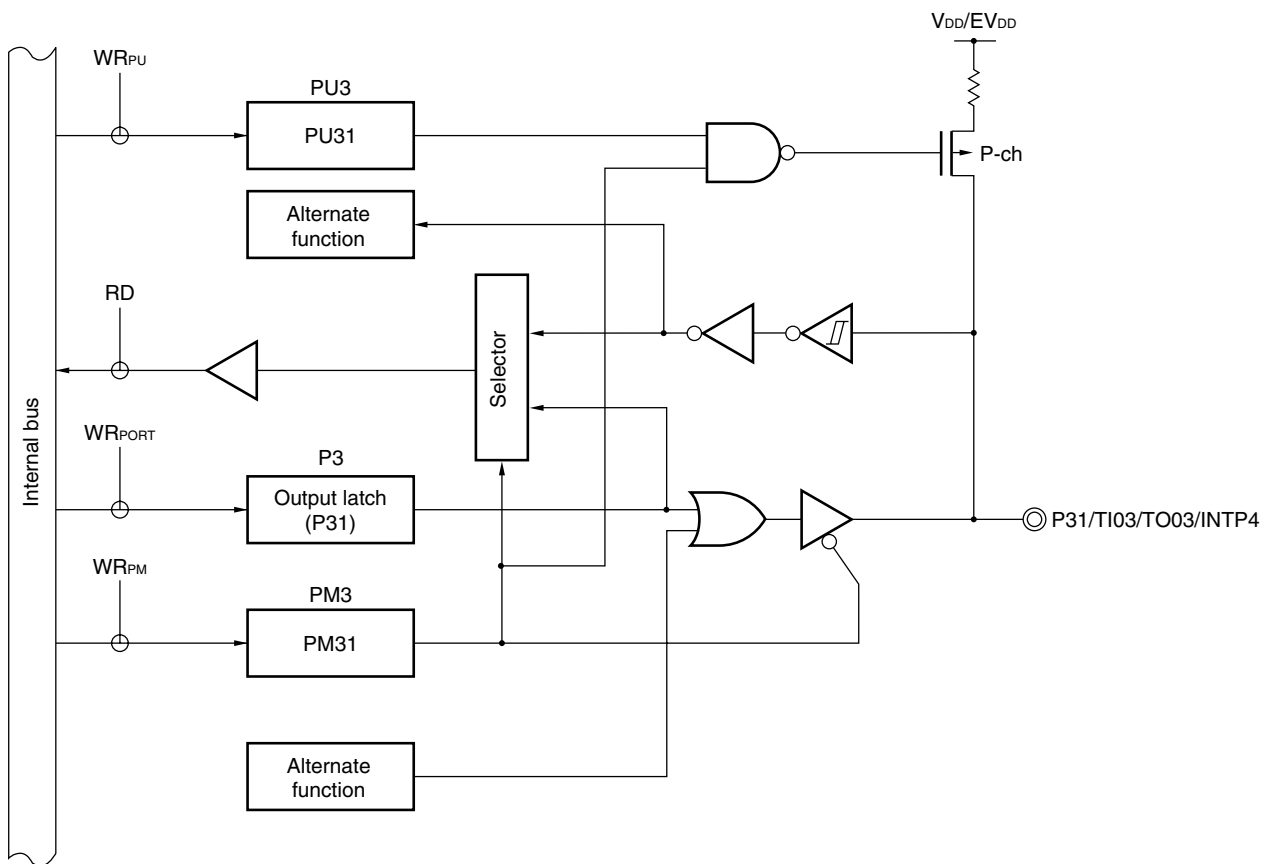 VDD/EVDD
WRPU
PU3
PU31
P-ch
Alternate
function
RD
Selector
Internal bus
WRPORT
P3
Output latch
(P31)
P31/TI03/TO03/INTP4
WRPM
PM3
PM31
Alternate
function